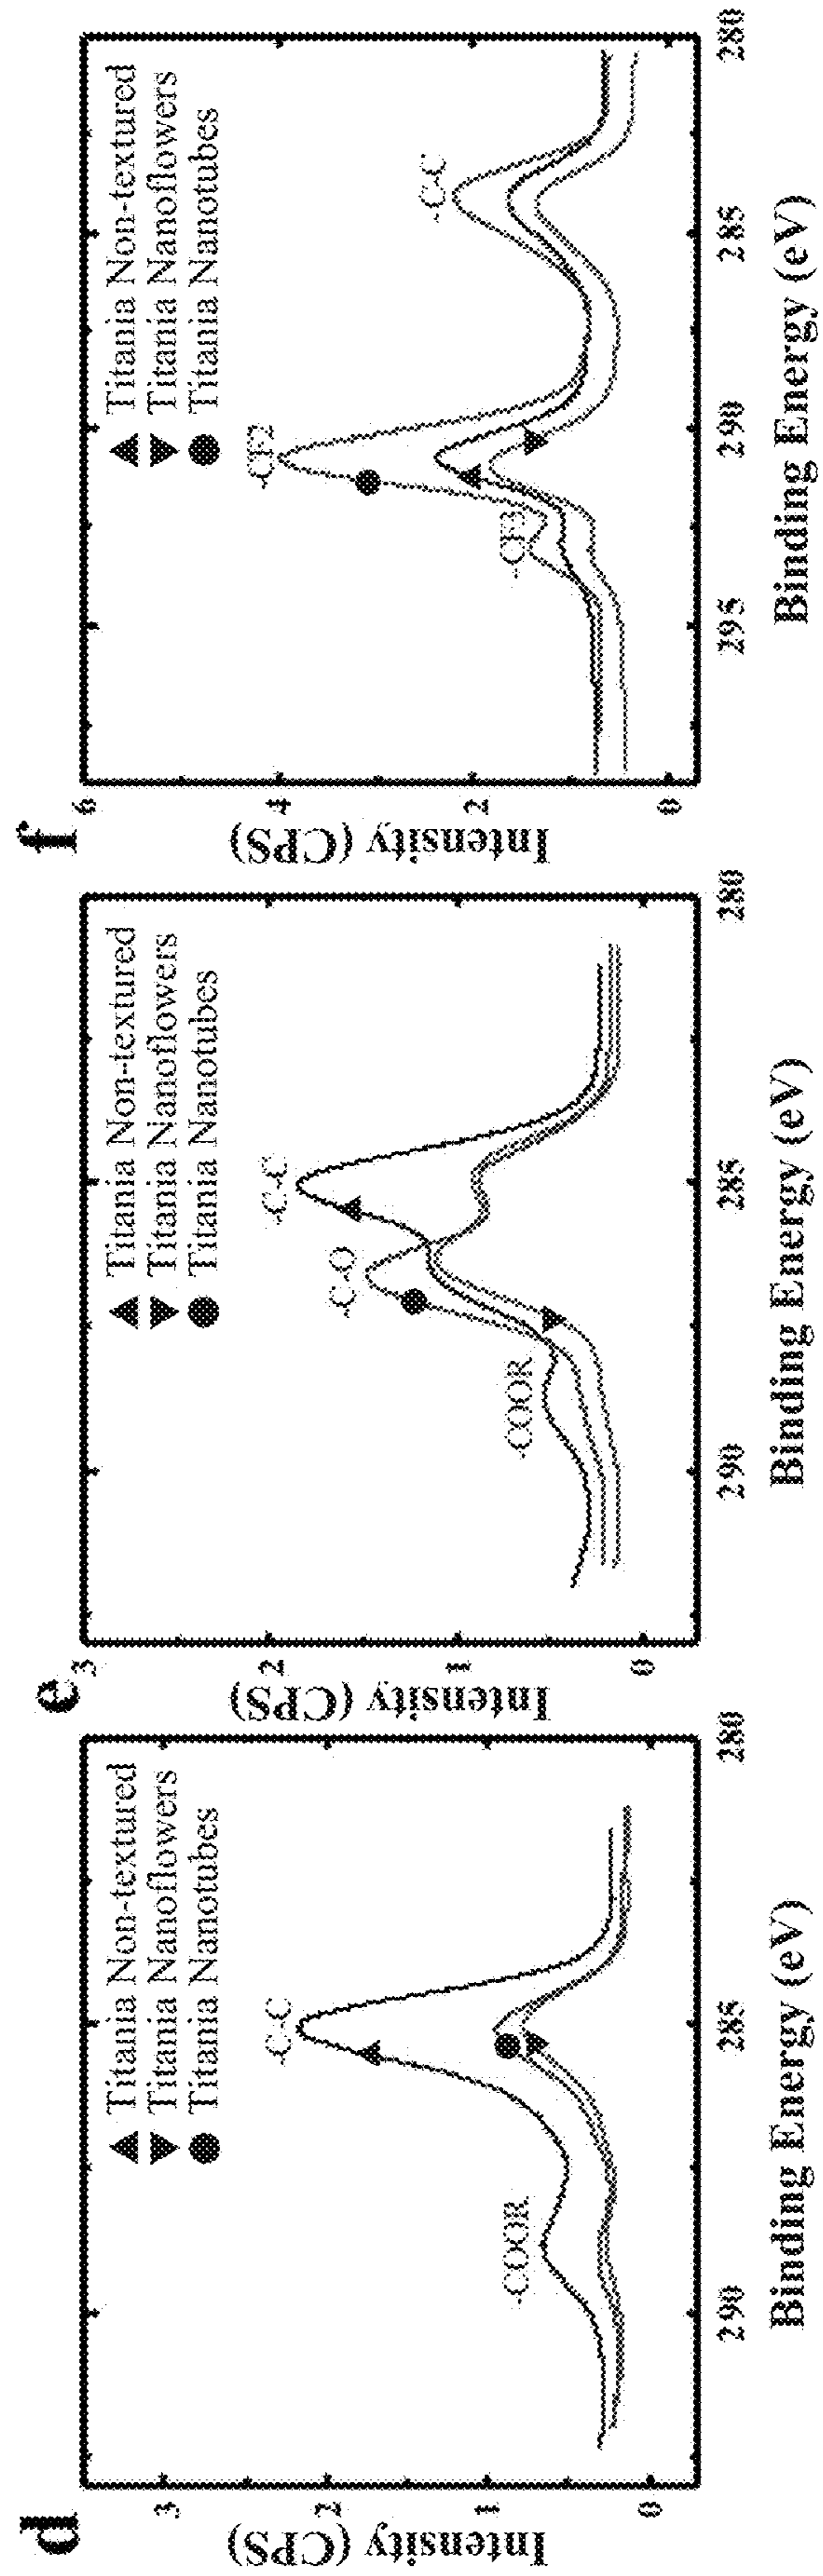 d
Intensity (CPS)
3
2
1
0
Titania Non-textured
Titania Nanoflowers
Titania Nanotubes
-COOR
-C-C
290
285
280
Binding Energy (eV)
e
Intensity (CPS)
3
2
1
0
Titania Non-textured
Titania Nanoflowers
Titania Nanotubes
-COOR
-C-O
-C-C
290
285
280
Binding Energy (eV)
f
Intensity (CPS)
6
4
2
0
Titania Non-textured
Titania Nanoflowers
Titania Nanotubes
-CF3
-CF2
-C-C
295
290
285
280
Binding Energy (eV)